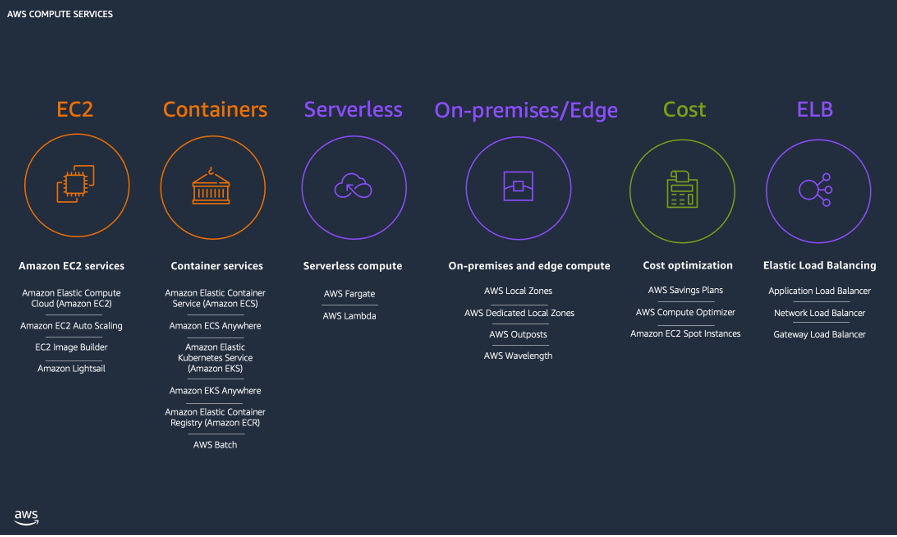 AWS COMPUTE SERVICES
EC2
Containers
Serverless
On-premises/Edge
Cost
ELB
Amazon EC2 services
Amazon Elastic Compute
Cloud (Amazon EC2)
Amazon EC2 Auto Scaling
EC2 Image Builder
Amazon Lightsail
Container services
Amazon Elastic Container
Service (Amazon ECS)
Amazon ECS Anywhere
Amazon Elastic
Kubernetes Service
(Amazon EKS)
Amazon EKS Anywhere
Amazon Elastic Container
Registry (Amazon ECR)
AWS Batch
Serverless compute
AWS Fargate
AWS Lambda
On-premises and edge compute
AWS Local Zones
AWS Dedicated Local Zones
AWS Outposts
AWS Wavelength
Cost optimization
AWS Savings Plans
AWS Compute Optimizer
Amazon EC2 Spot Instances
Elastic Load Balancing
Application Load Balancer
Network Load Balancer
Gateway Load Balancer
aws